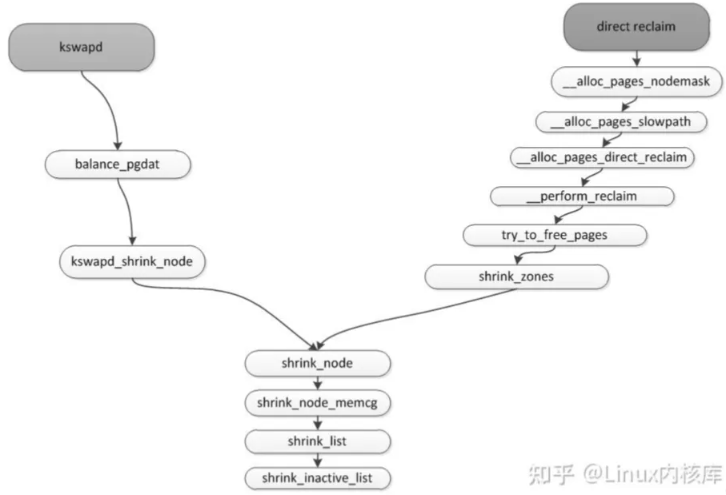 kswapd
balance_pgdat
kswapd_shrink_node
direct reclaim
__alloc_pages_nodemask
__alloc_pages_slowpath
__alloc_pages_direct_reclaim
__perform_reclaim
try_to_free_pages
shrink_zones
shrink_node
shrink_node_memcg
shrink_list
shrink_inactive_list
知乎 @Linux内核库